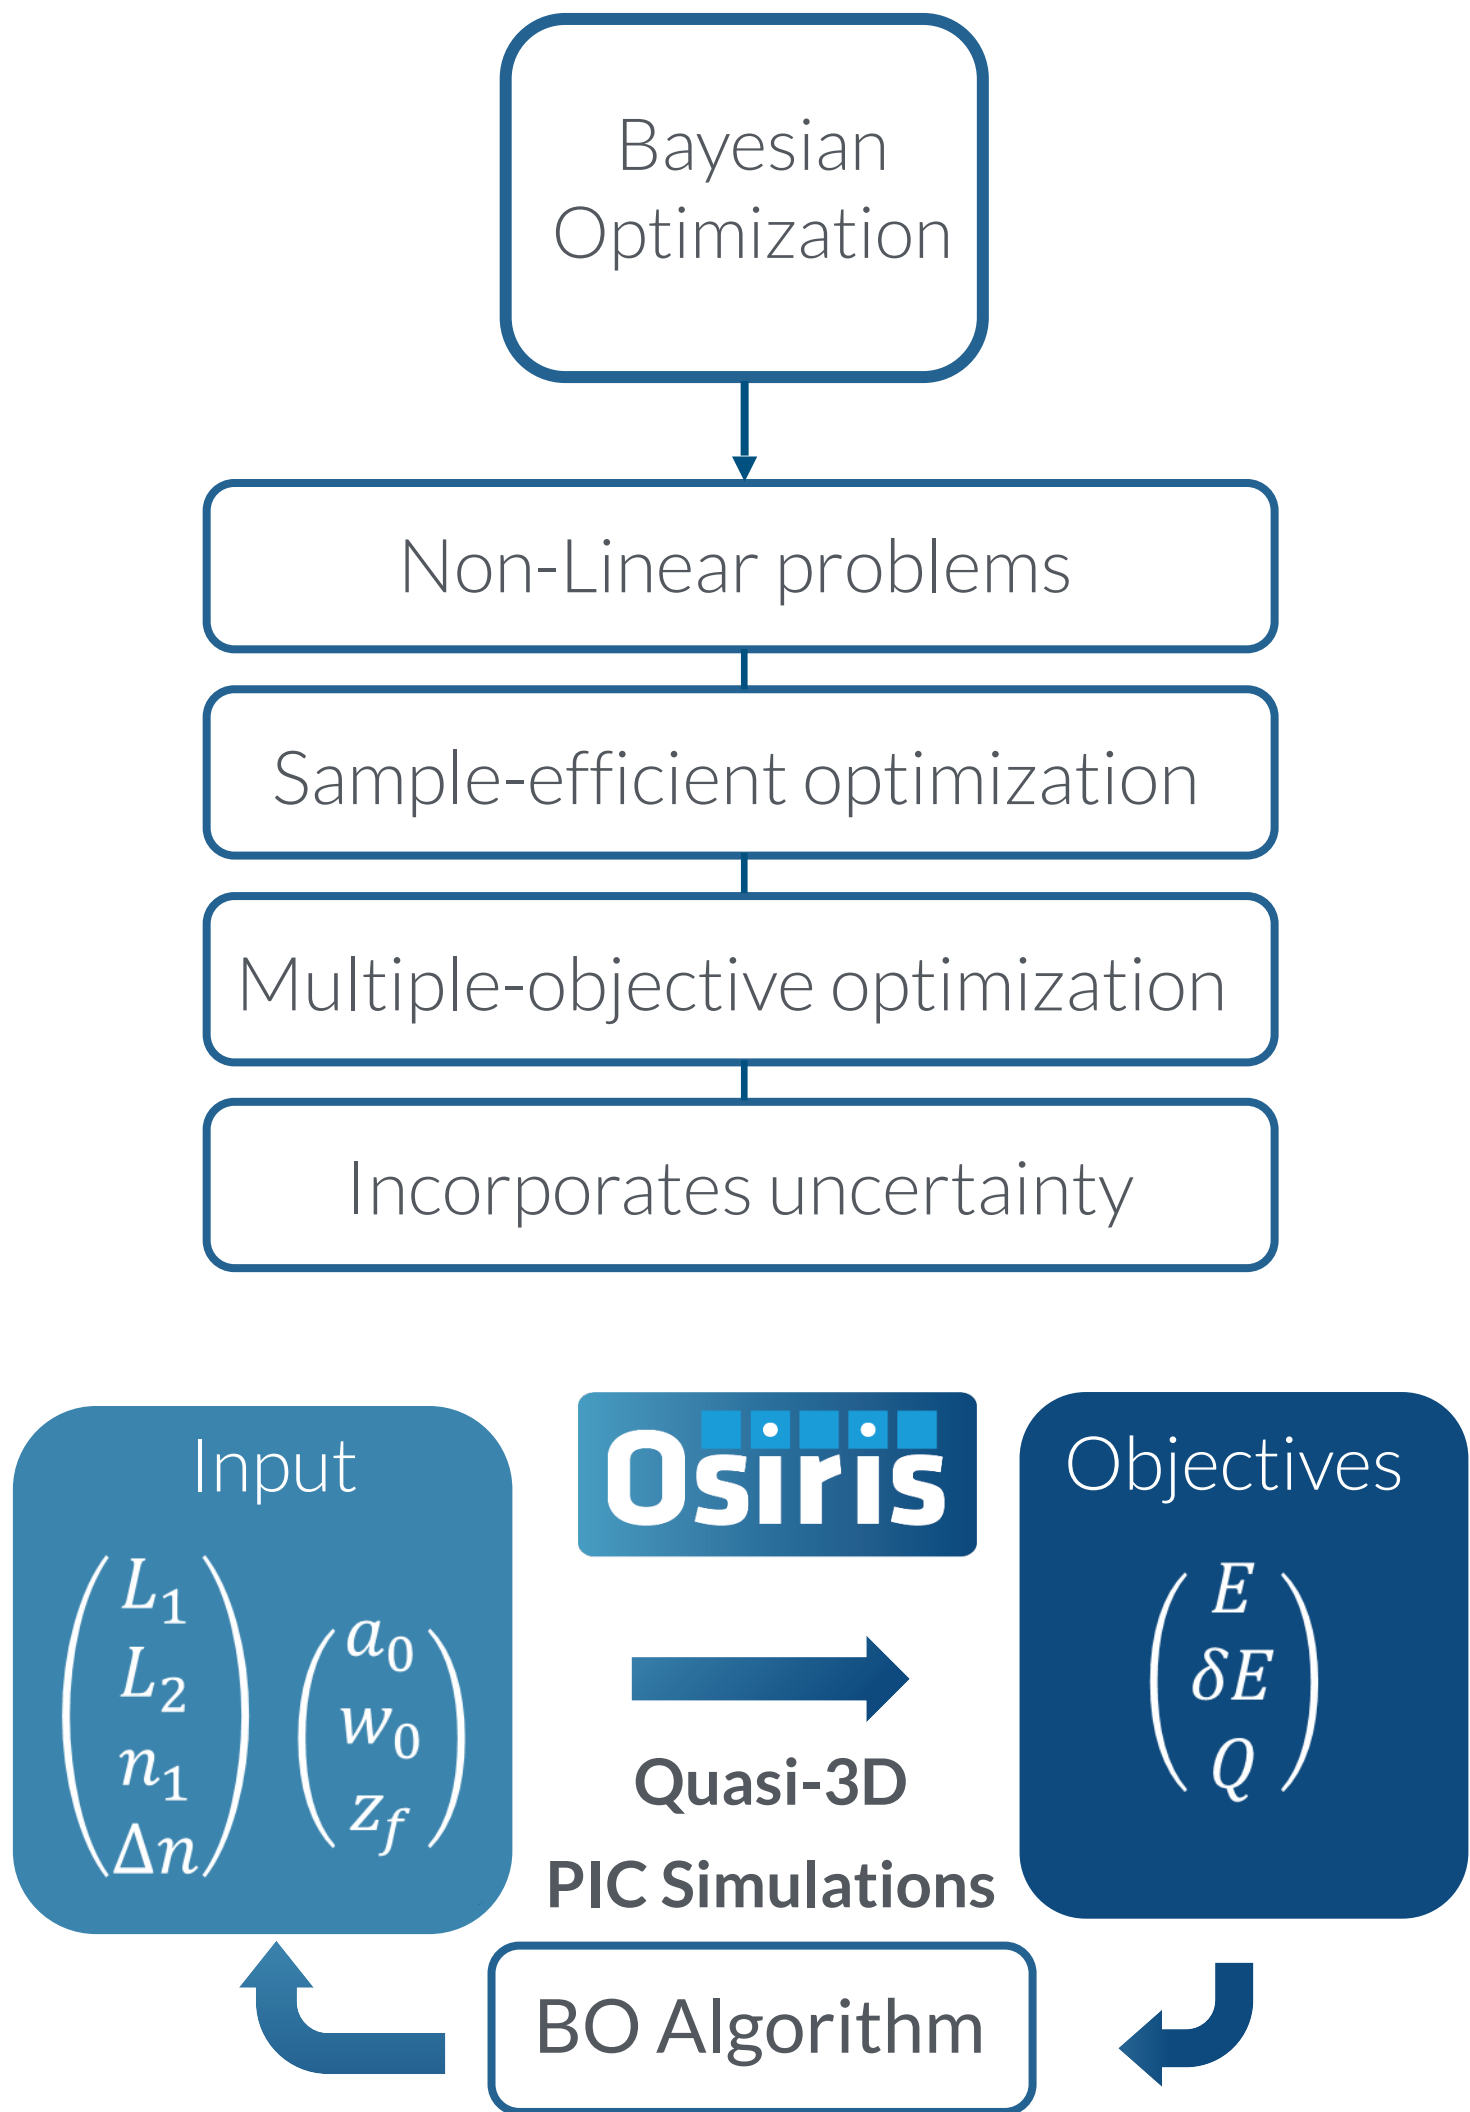 Bayesian
Optimization
Non-Linear problems
Sample-efficient optimization
Multiple-objective optimization
Incorporates uncertainty
Input
L₁
L₂
n₁
Δn
a₀
w₀
z_f
Osiris
Quasi-3D
PIC Simulations
Objectives
E
δE
Q
BO Algorithm